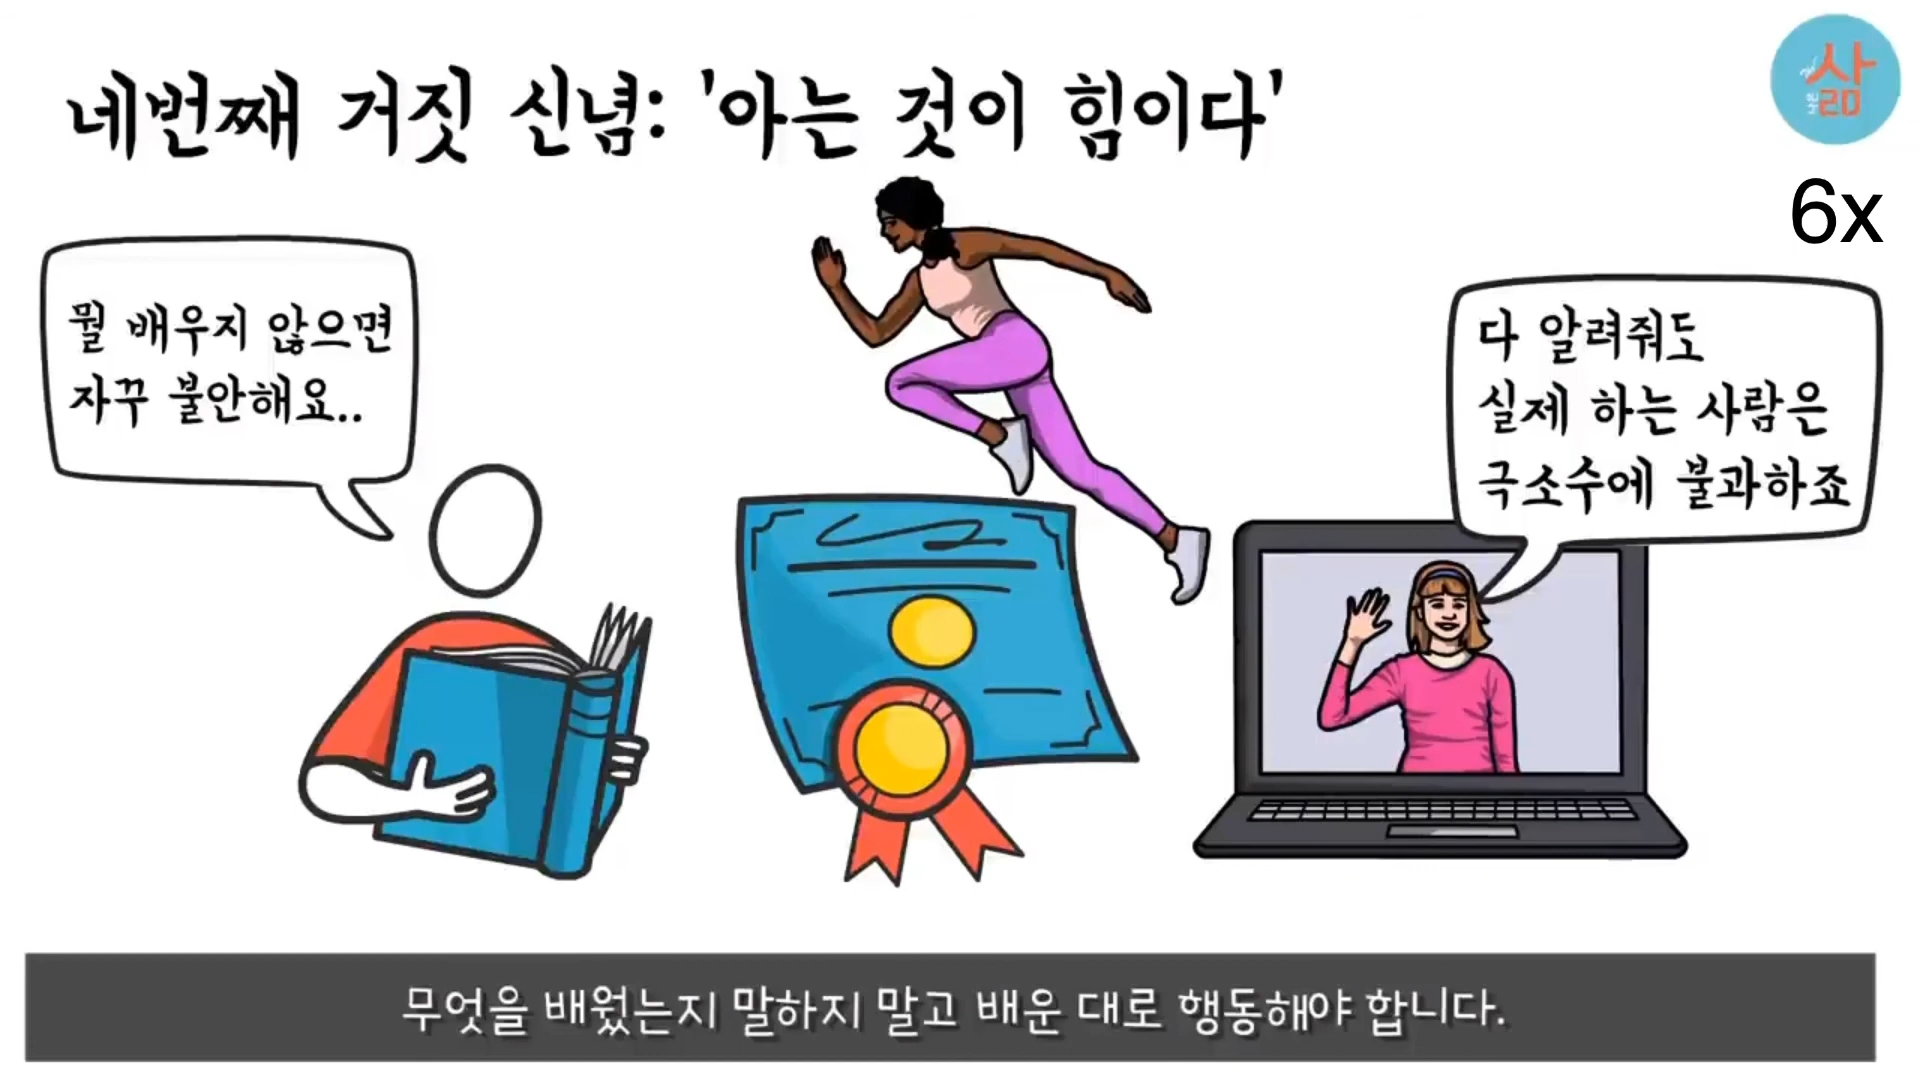 네번째 거짓 신념: '아는 것이 힘이다'
삶
6x
뭘 배우지 않으면
자꾸 불안해요..
다 알려줘도
실제 하는 사람은
극소수에 불과하죠
무엇을 배웠는지 말하지 말고 배운 대로 행동해야 합니다.